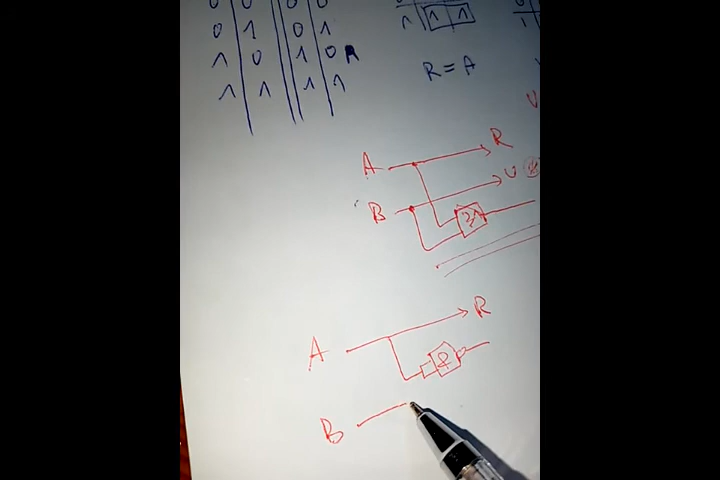 0 0 0 0
0 1 0 1
1 0 1 0 R
1 1 1 1
1 1 1
R = A
A R
B U
≥1
A R
&
B